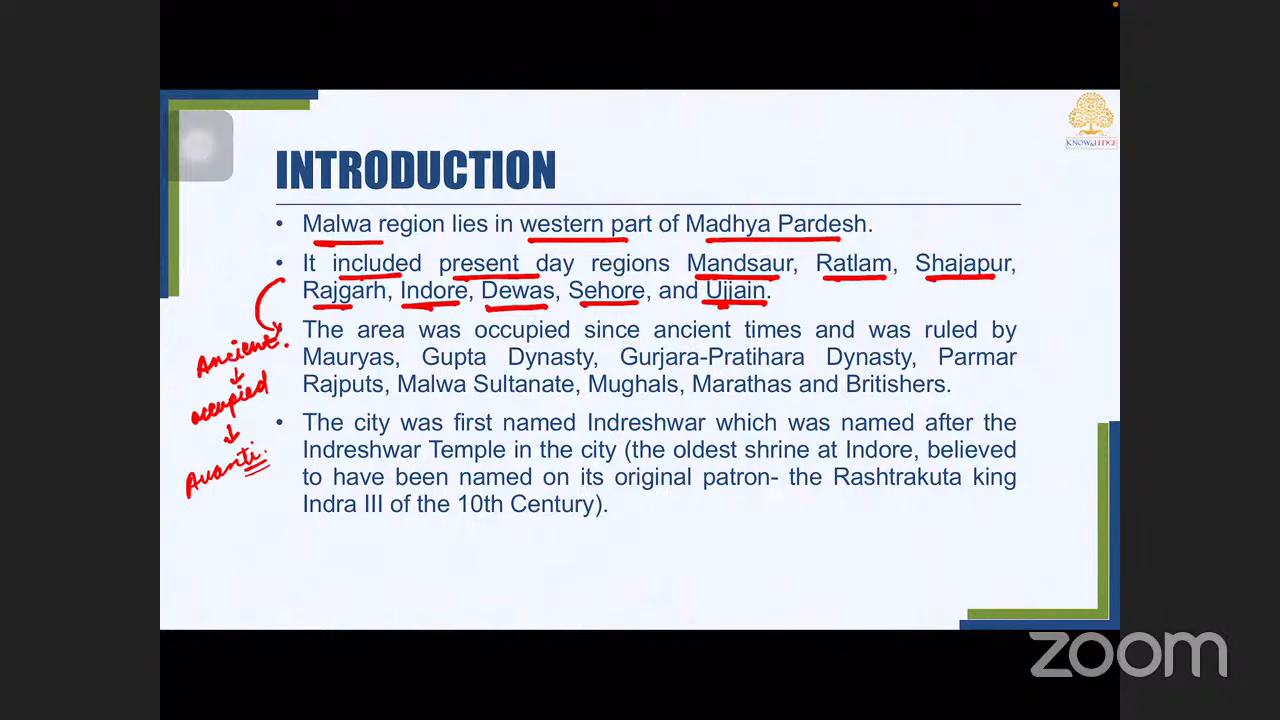 KNOW&LEDGE
INTRODUCTION
• Malwa region lies in western part of Madhya Pardesh.
• It included present day regions Mandsaur, Ratlam, Shajapur,
Rajgarh, Indore, Dewas, Sehore, and Ujjain.
• The area was occupied since ancient times and was ruled by
Mauryas, Gupta Dynasty, Gurjara-Pratihara Dynasty, Parmar
Rajputs, Malwa Sultanate, Mughals, Marathas and Britishers.
• The city was first named Indreshwar which was named after the
Indreshwar Temple in the city (the oldest shrine at Indore, believed
to have been named on its original patron- the Rashtrakuta king
Indra III of the 10th Century).
Ancient.
occupied
Avanti.
zoom